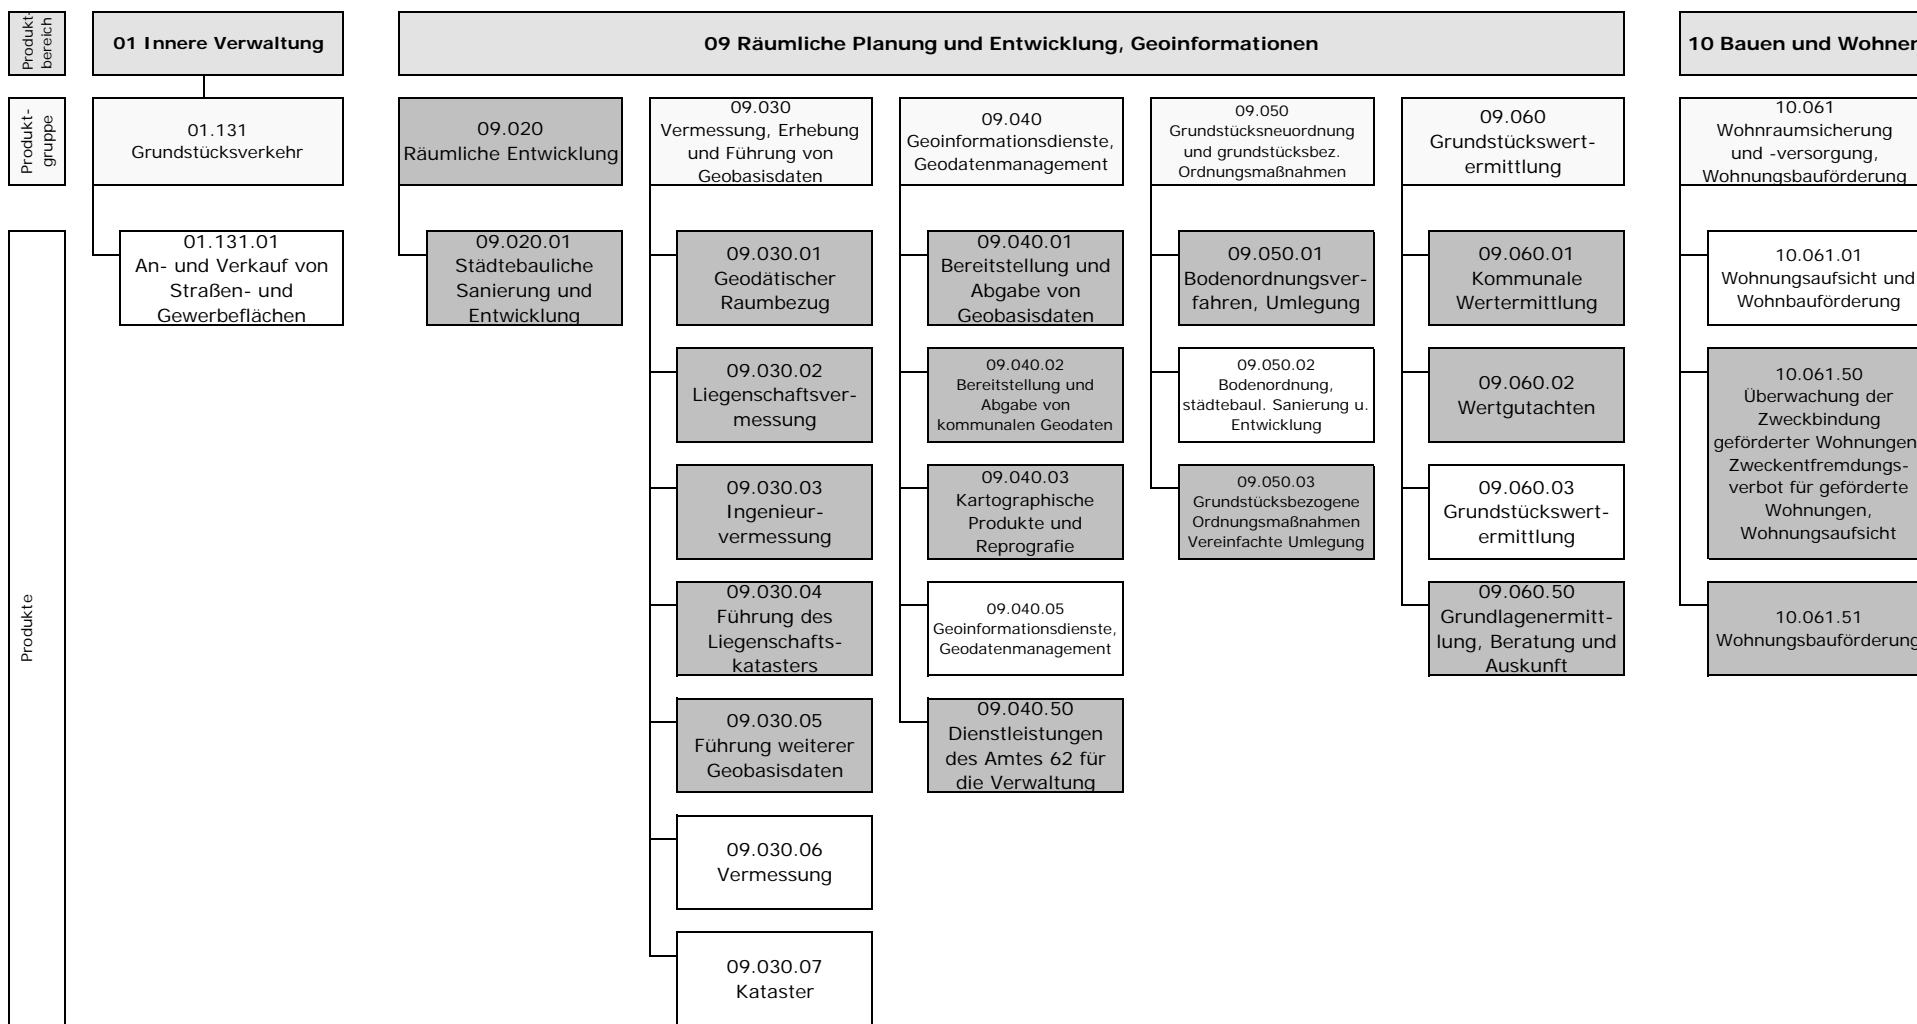 Produkt-
bereich
01 Innere Verwaltung
09 Räumliche Planung und Entwicklung, Geoinformationen
10 Bauen und Wohnen
Produkt-
gruppe
01.131
Grundstücksverkehr
09.020
Räumliche Entwicklung
09.030
Vermessung, Erhebung
und Führung von
Geobasisdaten
09.040
Geoinformationsdienste,
Geodatenmanagement
09.050
Grundstücksneuordnung
und grundstücksbez.
Ordnungsmaßnahmen
09.060
Grundstückswert-
ermittlung
10.061
Wohnraumsicherung
und -versorgung,
Wohnungsbauförderung
Produkte
01.131.01
An- und Verkauf von
Straßen- und
Gewerbeflächen
09.020.01
Städtebauliche
Sanierung und
Entwicklung
09.030.01
Geodätischer
Raumbezug
09.030.02
Liegenschaftsver-
messung
09.030.03
Ingenieur-
vermessung
09.030.04
Führung des
Liegenschafts-
katasters
09.030.05
Führung weiterer
Geobasisdaten
09.030.06
Vermessung
09.030.07
Kataster
09.040.01
Bereitstellung und
Abgabe von
Geobasisdaten
09.040.02
Bereitstellung und
Abgabe von
kommunalen Geodaten
09.040.03
Kartographische
Produkte und
Reprografie
09.040.05
Geoinformationsdienste,
Geodatenmanagement
09.040.50
Dienstleistungen
des Amtes 62 für
die Verwaltung
09.050.01
Bodenordnungsver-
fahren, Umlegung
09.050.02
Bodenordnung,
städtebaul. Sanierung u.
Entwicklung
09.050.03
Grundstücksbezogene
Ordnungsmaßnahmen
Vereinfachte Umlegung
09.060.01
Kommunale
Wertermittlung
09.060.02
Wertgutachten
09.060.03
Grundstückswert-
ermittlung
09.060.50
Grundlagenermitt-
lung, Beratung und
Auskunft
10.061.01
Wohnungsaufsicht und
Wohnbauförderung
10.061.50
Überwachung der
Zweckbindung
geförderter Wohnungen
Zweckentfremdungs-
verbot für geförderte
Wohnungen,
Wohnungsaufsicht
10.061.51
Wohnungsbauförderung